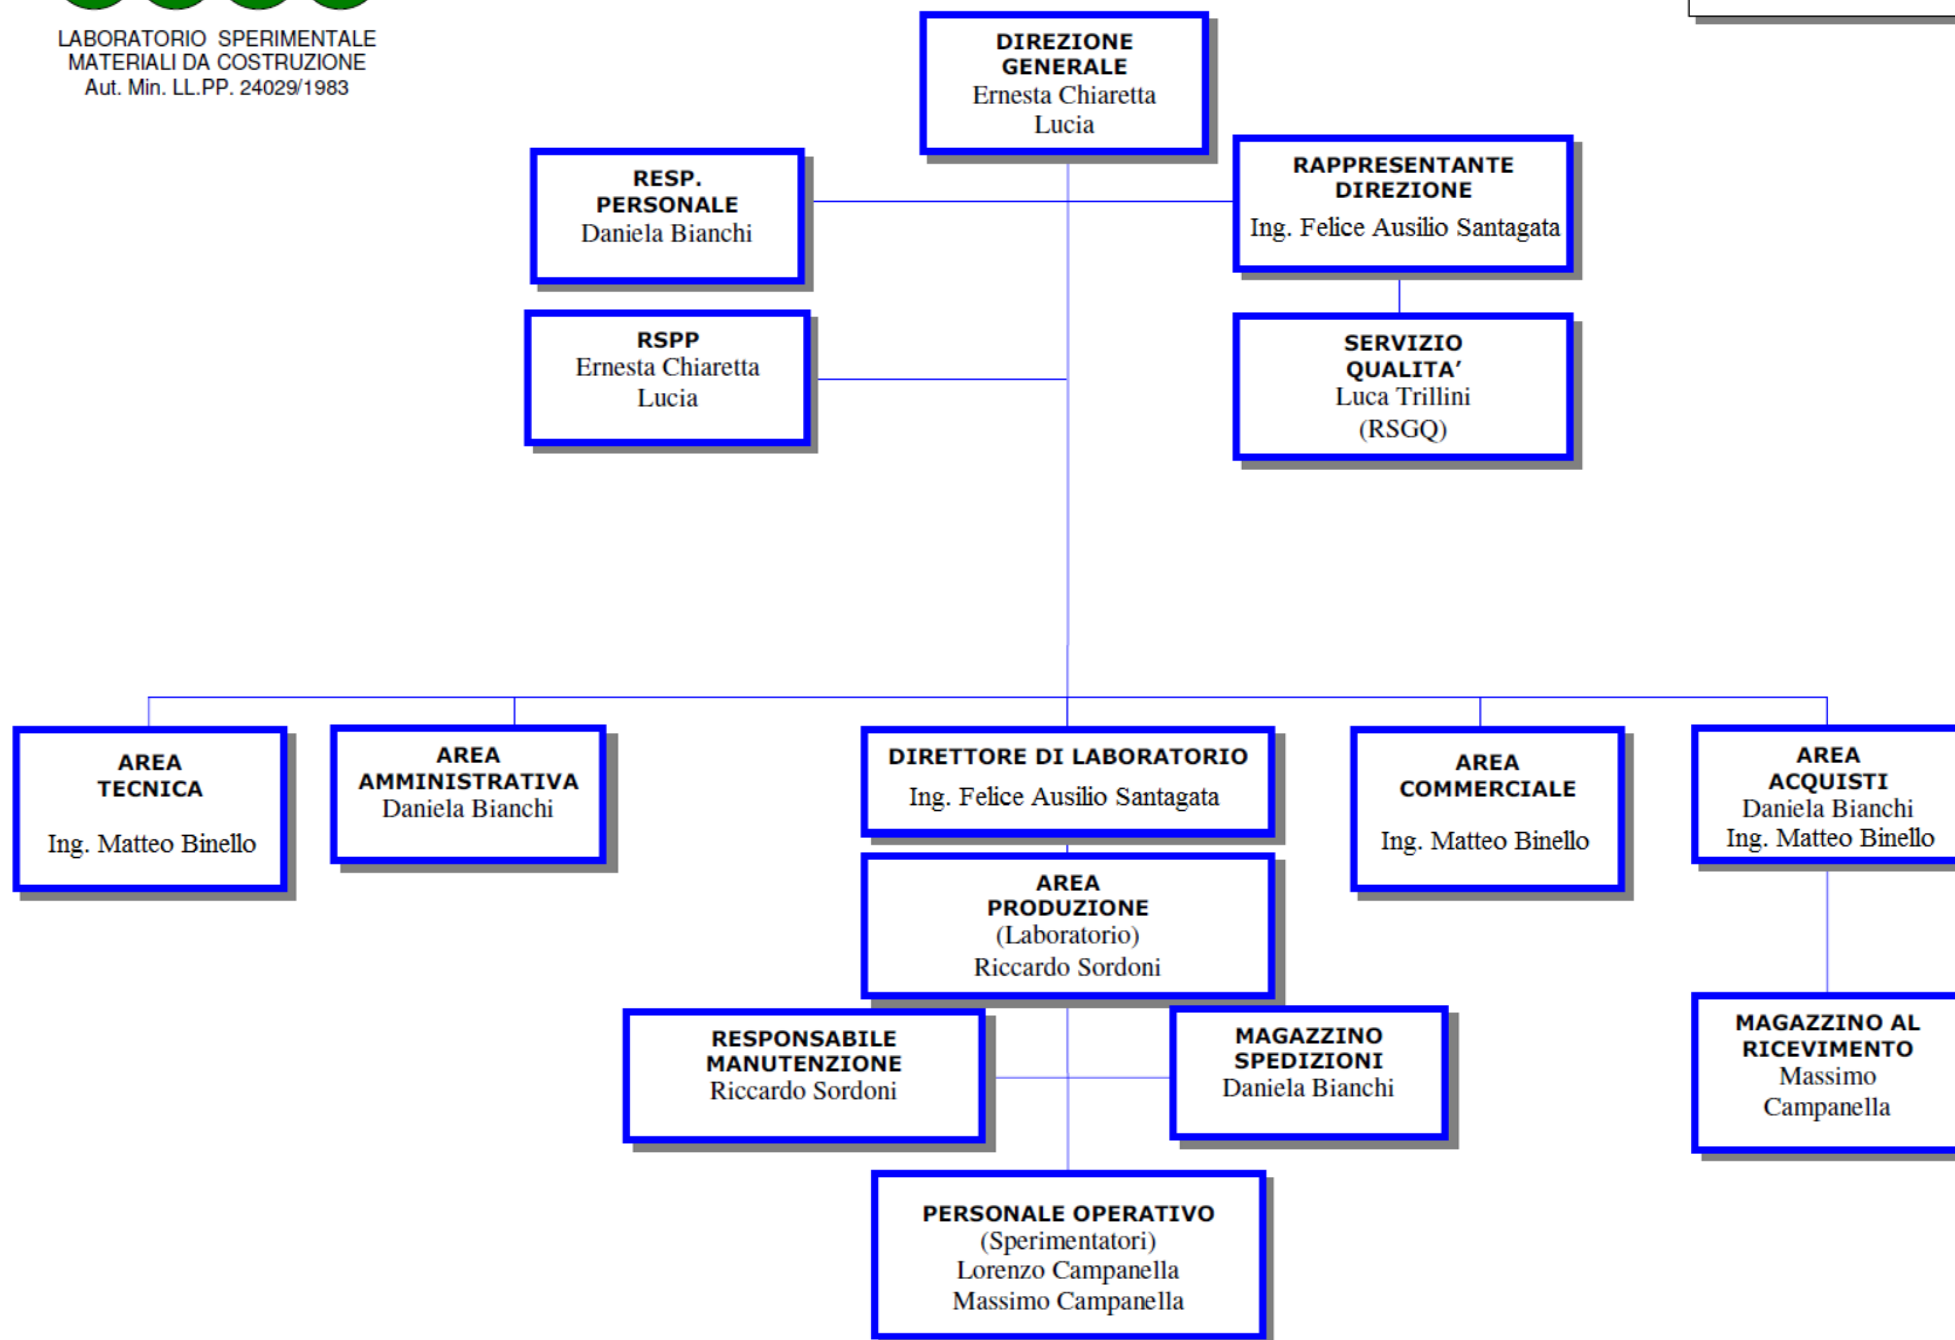 LABORATORIO SPERIMENTALE
MATERIALI DA COSTRUZIONE
Aut. Min. LL.PP. 24029/1983
DIREZIONE
GENERALE
Ernesta Chiaretta
Lucia
RESP.
PERSONALE
Daniela Bianchi
RAPPRESENTANTE
DIREZIONE
Ing. Felice Ausilio Santagata
RSPP
Ernesta Chiaretta
Lucia
SERVIZIO
QUALITA’
Luca Trillini
(RSGQ)
AREA
TECNICA
Ing. Matteo Binello
AREA
AMMINISTRATIVA
Daniela Bianchi
DIRETTORE DI LABORATORIO
Ing. Felice Ausilio Santagata
AREA
COMMERCIALE
Ing. Matteo Binello
AREA
ACQUISTI
Daniela Bianchi
Ing. Matteo Binello
AREA
PRODUZIONE
(Laboratorio)
Riccardo Sordoni
RESPONSABILE
MANUTENZIONE
Riccardo Sordoni
MAGAZZINO
SPEDIZIONI
Daniela Bianchi
MAGAZZINO AL
RICEVIMENTO
Massimo
Campanella
PERSONALE OPERATIVO
(Sperimentatori)
Lorenzo Campanella
Massimo Campanella